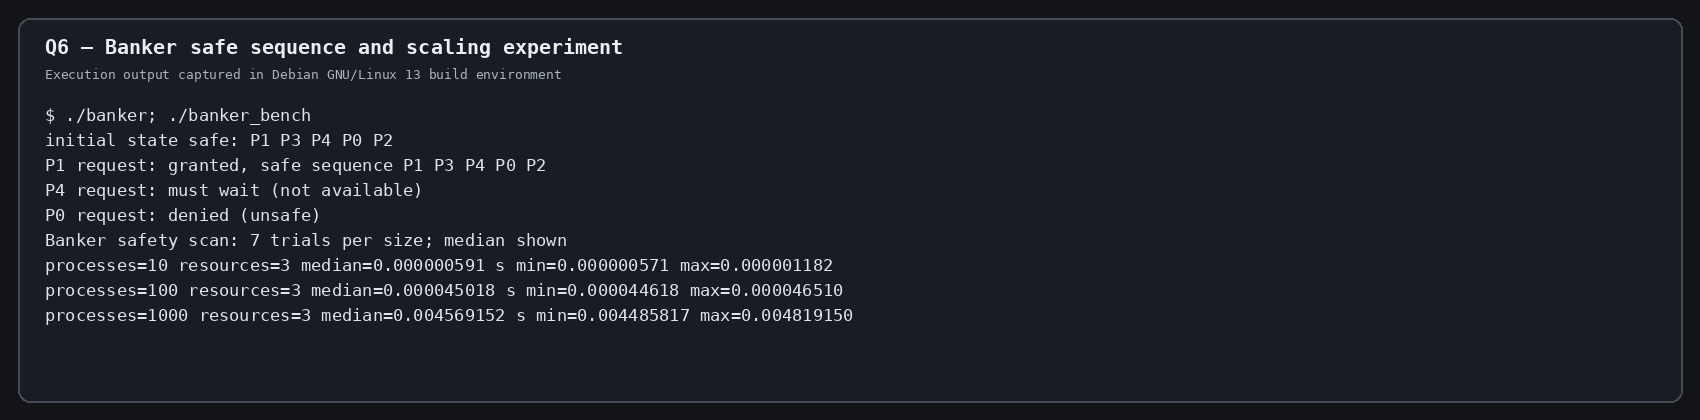 Q6 — Banker safe sequence and scaling experiment
Execution output captured in Debian GNU/Linux 13 build environment
$ ./banker; ./banker_bench
initial state safe: P1 P3 P4 P0 P2
P1 request: granted, safe sequence P1 P3 P4 P0 P2
P4 request: must wait (not available)
P0 request: denied (unsafe)
Banker safety scan: 7 trials per size; median shown
processes=10 resources=3 median=0.000000591 s min=0.000000571 max=0.000001182
processes=100 resources=3 median=0.000045018 s min=0.000044618 max=0.000046510
processes=1000 resources=3 median=0.004569152 s min=0.004485817 max=0.004819150